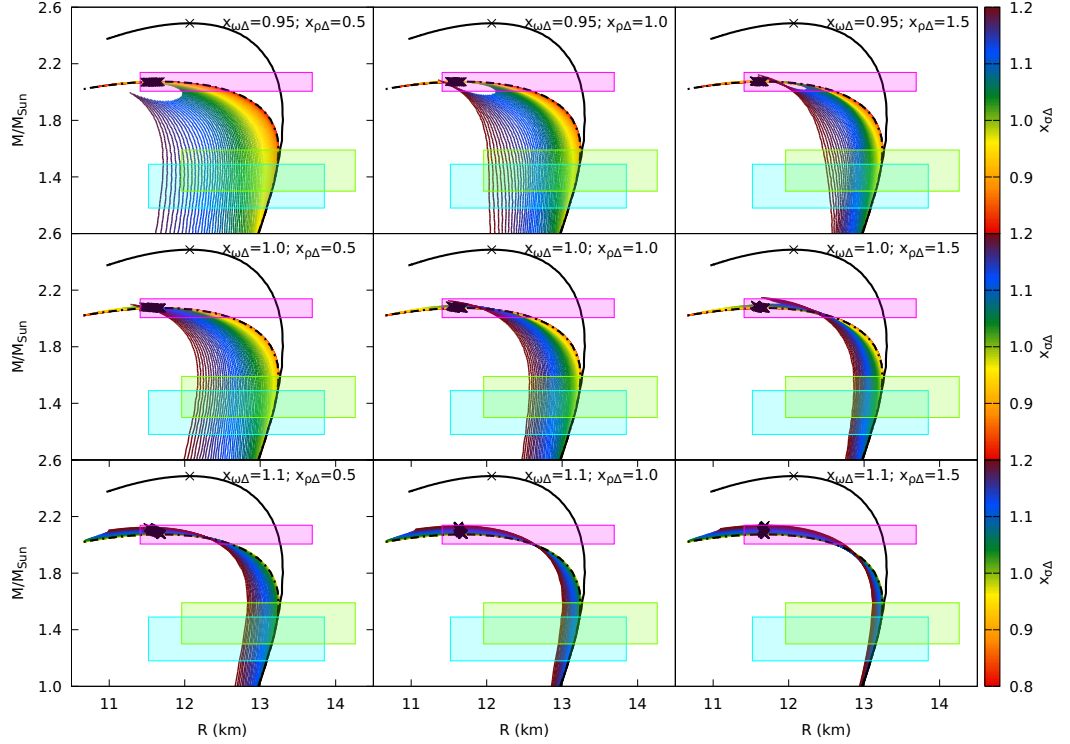 2.6
2.2
1.8
1.4
2.6
2.2
1.8
1.4
2.6
2.2
1.8
1.4
1.0
M/M_Sun
M/M_Sun
M/M_Sun
x_ωΔ=0.95; x_ρΔ=0.5
x_ωΔ=0.95; x_ρΔ=1.0
x_ωΔ=0.95; x_ρΔ=1.5
x_ωΔ=1.0; x_ρΔ=0.5
x_ωΔ=1.0; x_ρΔ=1.0
x_ωΔ=1.0; x_ρΔ=1.5
x_ωΔ=1.1; x_ρΔ=0.5
x_ωΔ=1.1; x_ρΔ=1.0
x_ωΔ=1.1; x_ρΔ=1.5
1.2
1.1
1.0
0.9
1.2
1.1
1.0
0.9
1.2
1.1
1.0
0.9
0.8
x_σΔ
x_σΔ
x_σΔ
11 12 13 14
11 12 13 14
11 12 13 14
R (km)
R (km)
R (km)